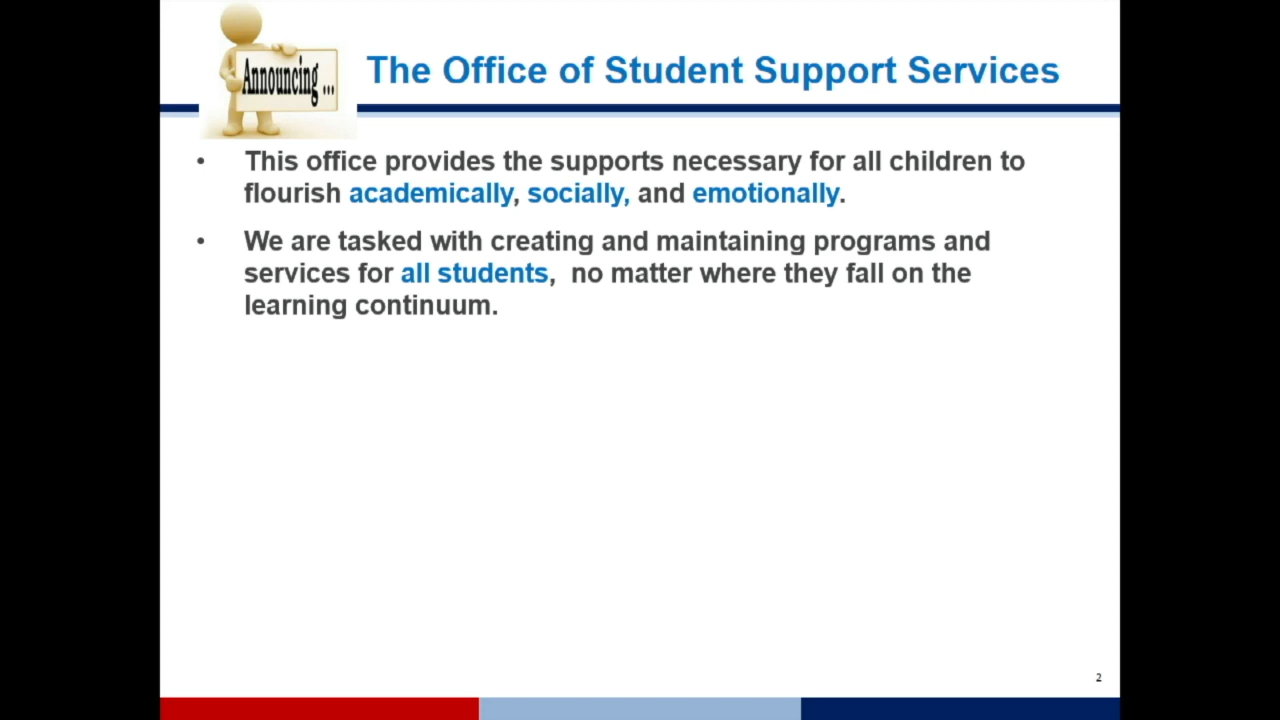 Announcing ...
The Office of Student Support Services
• This office provides the supports necessary for all children to
flourish academically, socially, and emotionally.
• We are tasked with creating and maintaining programs and
services for all students,  no matter where they fall on the
learning continuum.
2